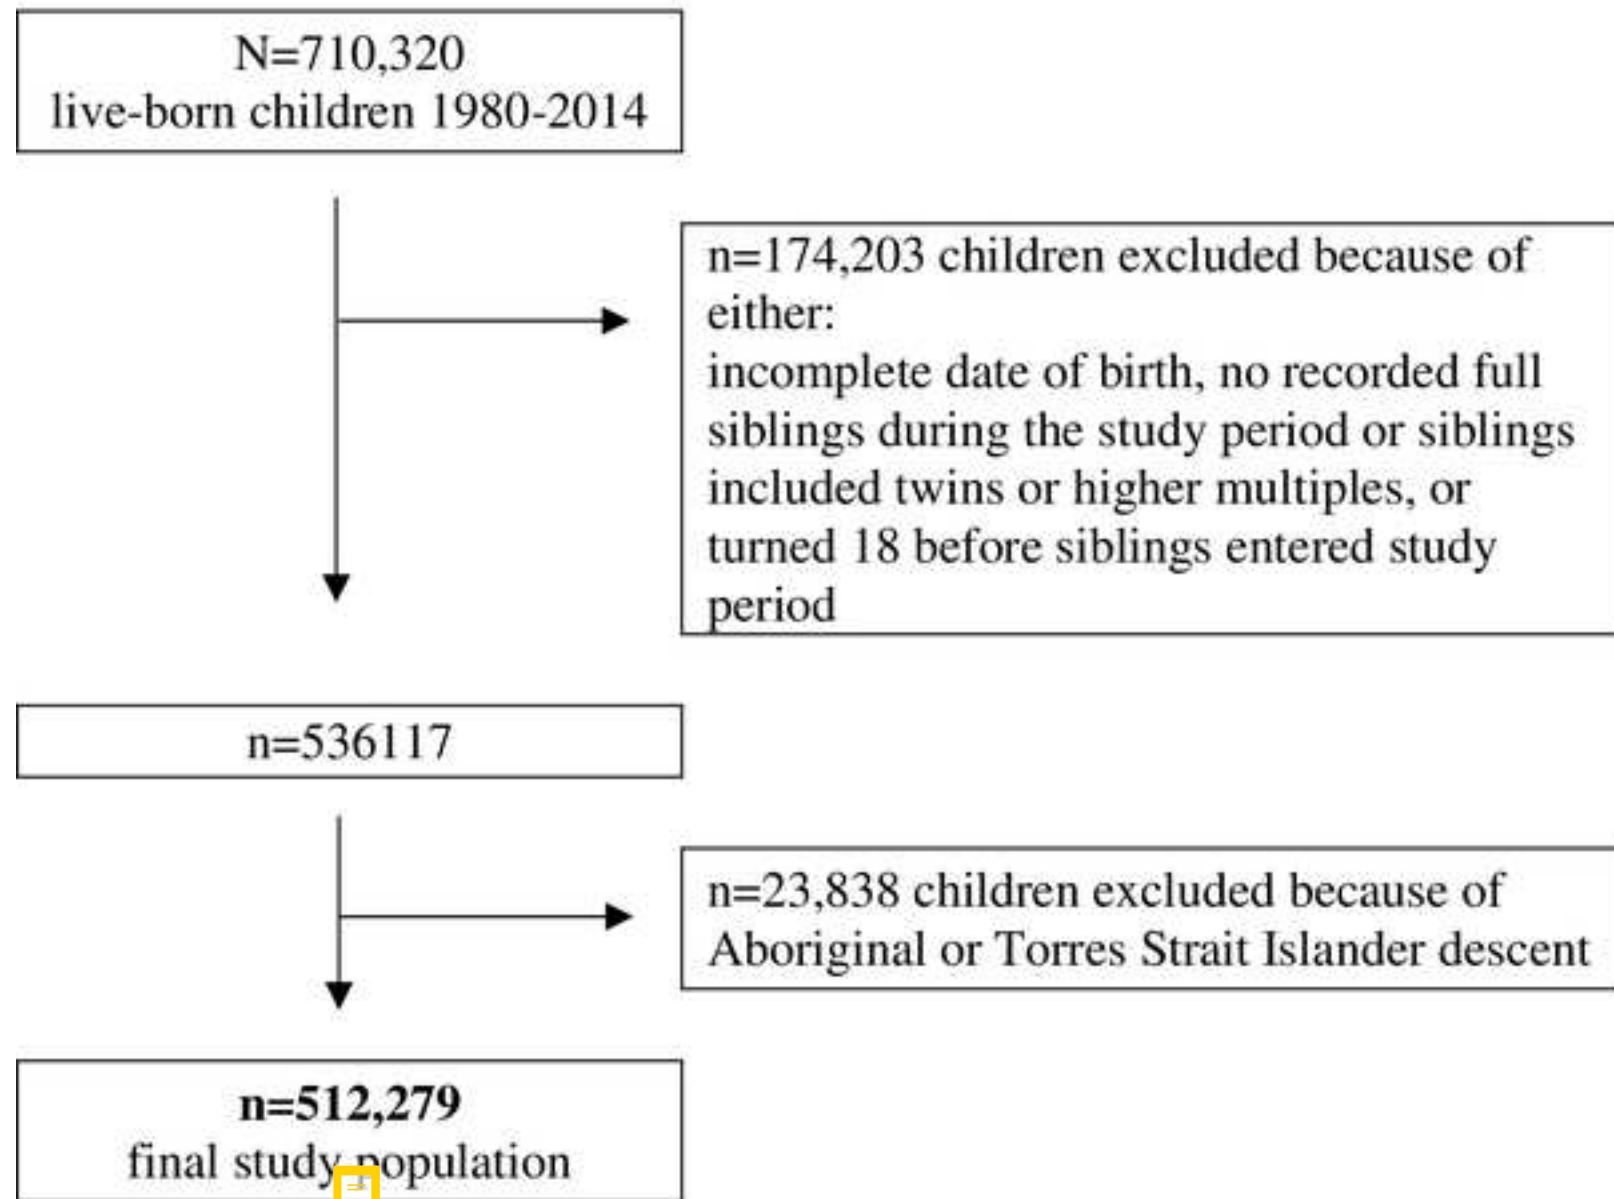 N=710,320
live-born children 1980-2014
n=174,203 children excluded because of
either:
incomplete date of birth, no recorded full
siblings during the study period or siblings
included twins or higher multiples, or
turned 18 before siblings entered study
period
n=536117
n=23,838 children excluded because of
Aboriginal or Torres Strait Islander descent
n=512,279
final study population